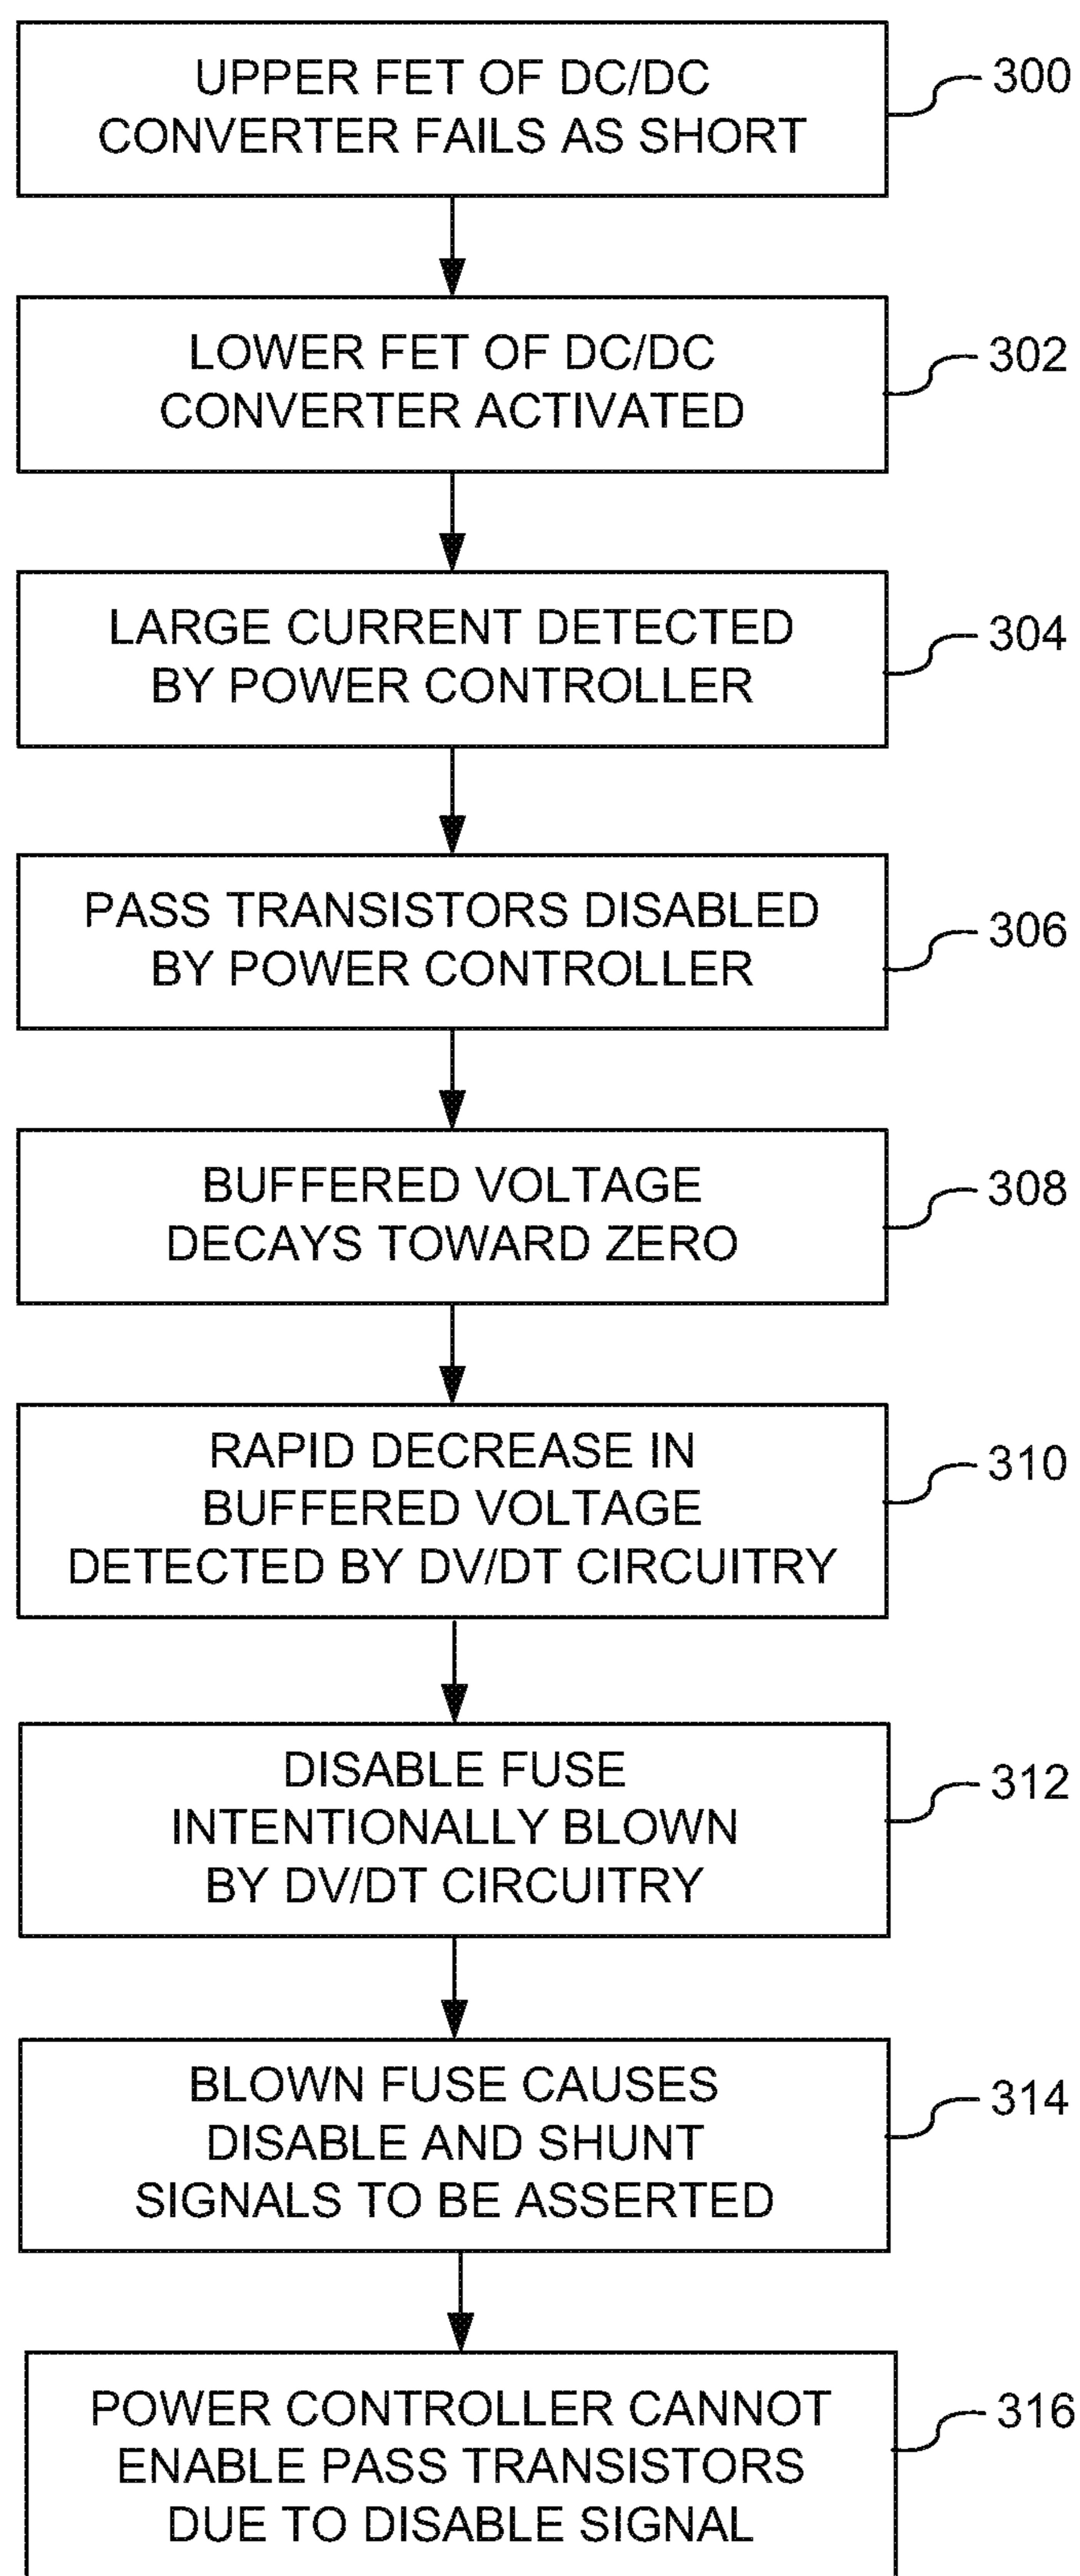 UPPER FET OF DC/DC
CONVERTER FAILS AS SHORT
300
LOWER FET OF DC/DC
CONVERTER ACTIVATED
302
LARGE CURRENT DETECTED
BY POWER CONTROLLER
304
PASS TRANSISTORS DISABLED
BY POWER CONTROLLER
306
BUFFERED VOLTAGE
DECAYS TOWARD ZERO
308
RAPID DECREASE IN
BUFFERED VOLTAGE
DETECTED BY DV/DT CIRCUITRY
310
DISABLE FUSE
INTENTIONALLY BLOWN
BY DV/DT CIRCUITRY
312
BLOWN FUSE CAUSES
DISABLE AND SHUNT
SIGNALS TO BE ASSERTED
314
POWER CONTROLLER CANNOT
ENABLE PASS TRANSISTORS
DUE TO DISABLE SIGNAL
316